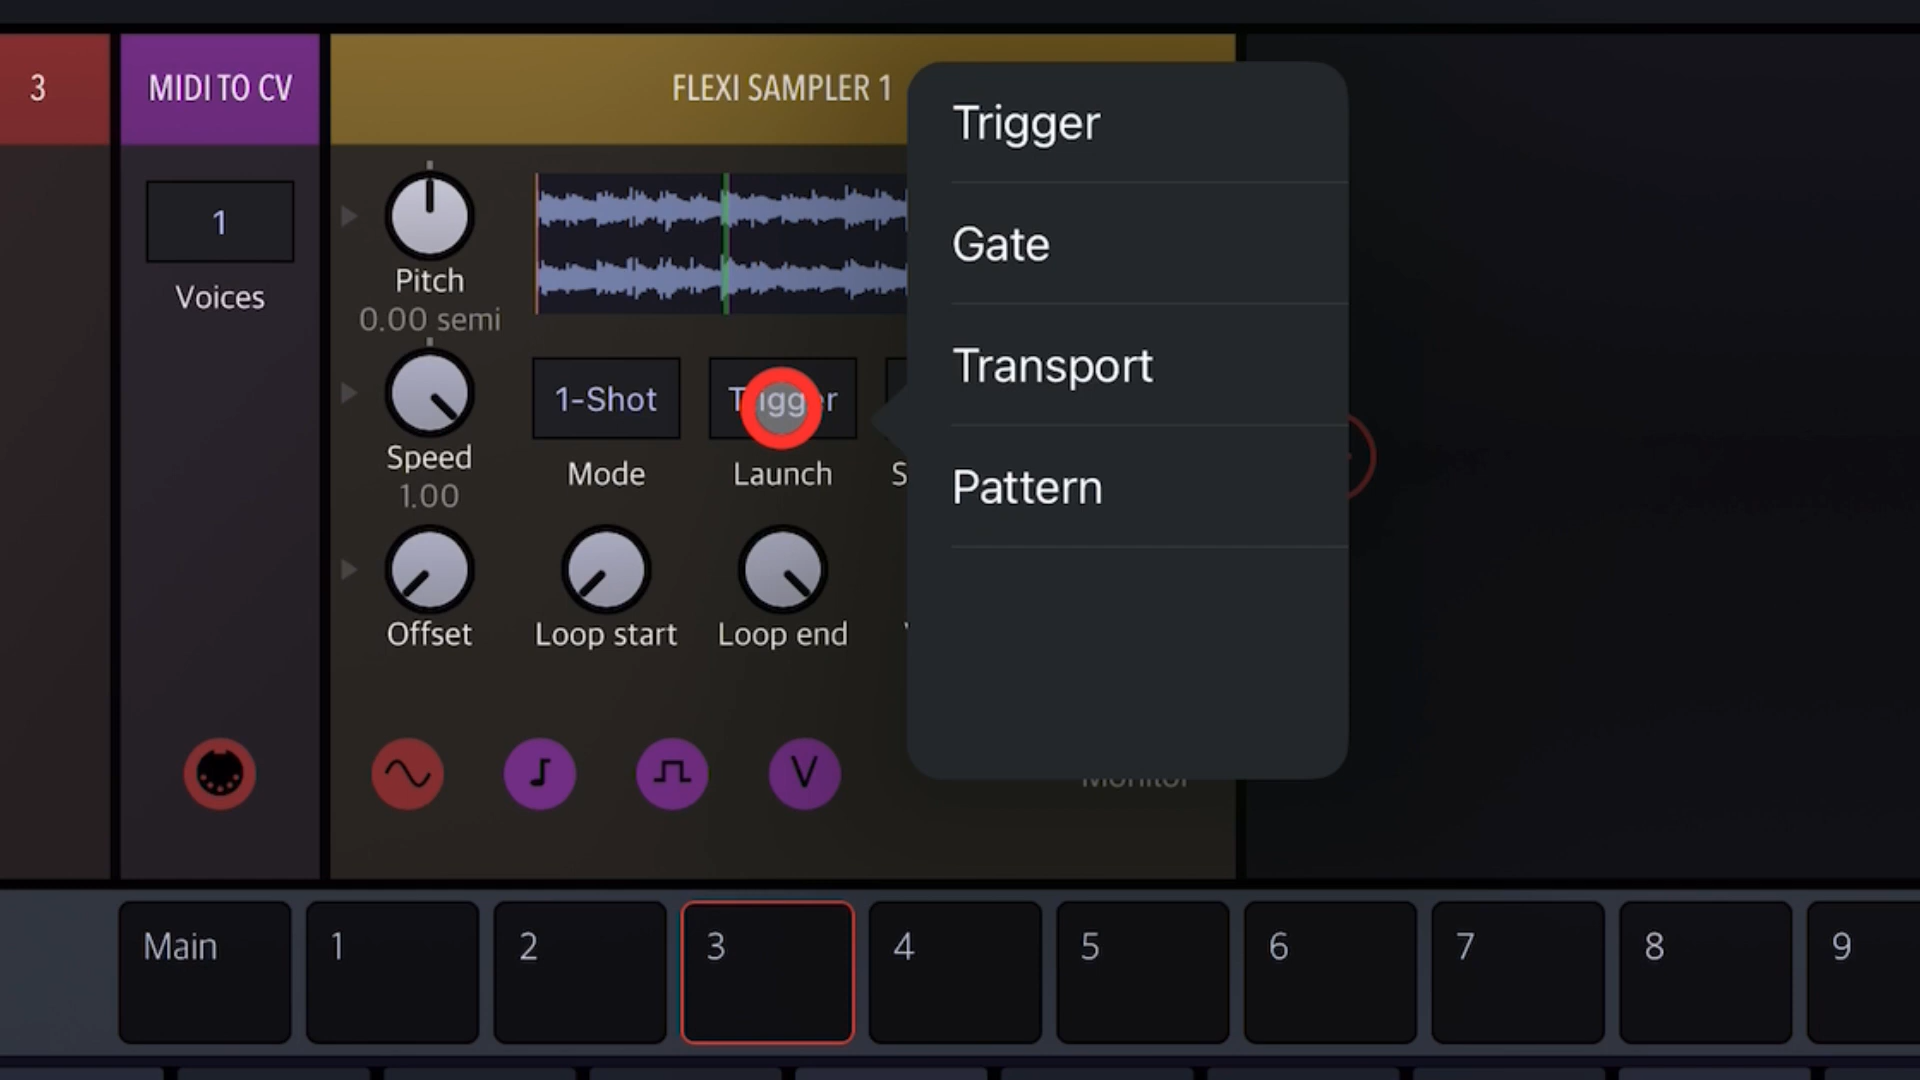 3
MIDI TO CV
FLEXI SAMPLER 1
1
Voices
Pitch
0.00 semi
Speed
1.00
Offset
1-Shot
Mode
Trigger
Launch
S
Loop start
Loop end
Trigger
Gate
Transport
Pattern
V
Monitor
Main
1
2
3
4
5
6
7
8
9